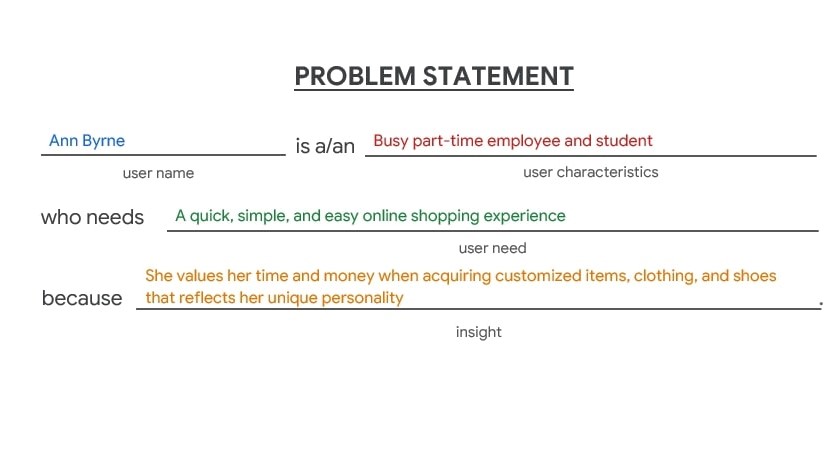 PROBLEM STATEMENT
Ann Byrne is a/an Busy part-time employee and student
user name user characteristics
who needs A quick, simple, and easy online shopping experience
user need
She values her time and money when acquiring customized items, clothing, and shoes
because that reflects her unique personality .
insight